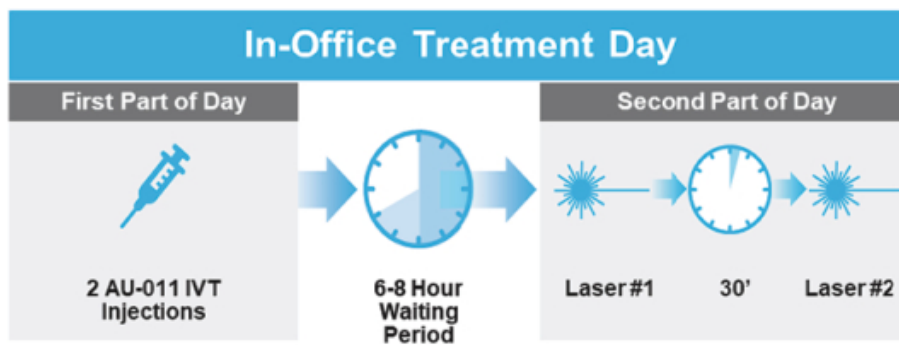 In-Office Treatment Day
First Part of Day
Second Part of Day
2 AU-011 IVT
Injections
6-8 Hour
Waiting
Period
Laser #1
30'
Laser #2